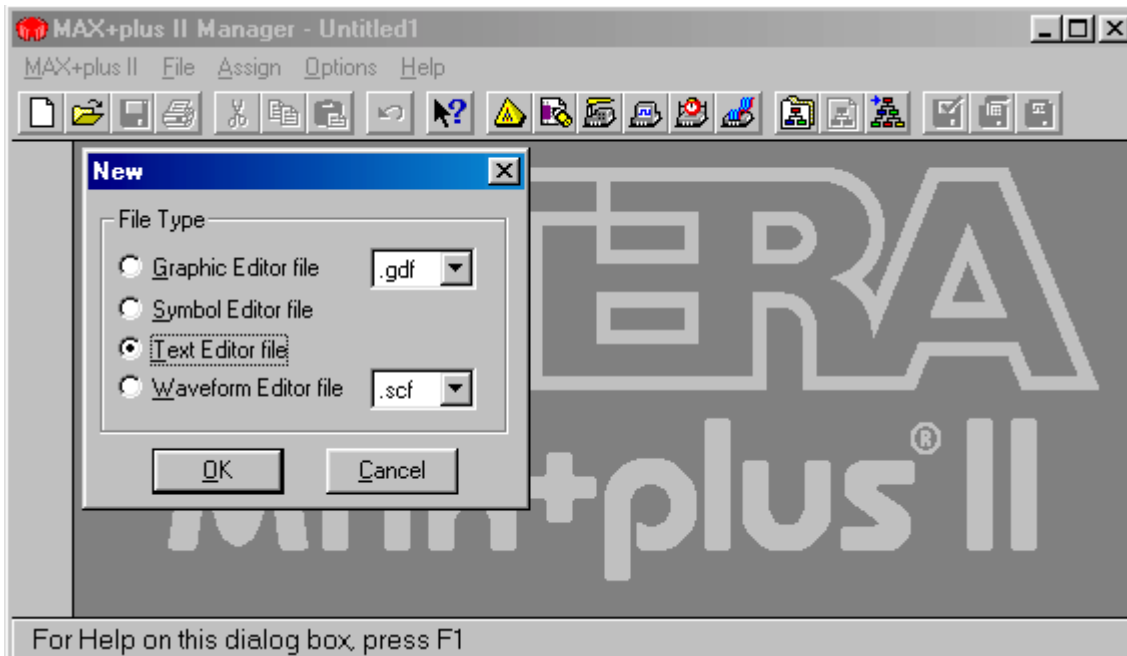 MAX+plus II Manager - Untitled1
MAX+plus II File Assign Options Help
New
File Type
Graphic Editor file .gdf
Symbol Editor file
Text Editor file
Waveform Editor file .scf
OK Cancel
+plus® II
For Help on this dialog box, press F1